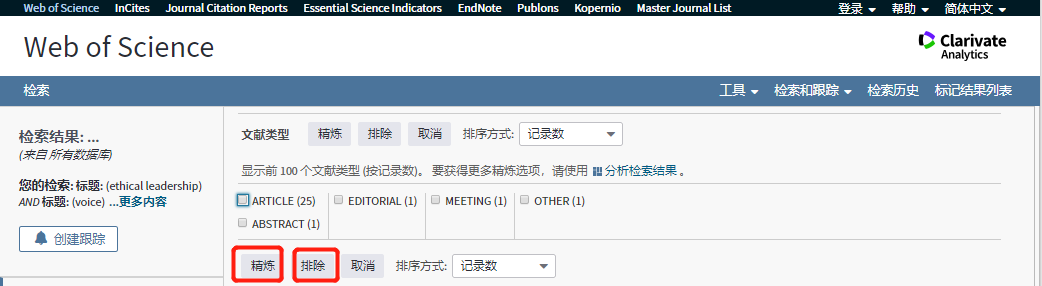 Web of Science InCites Journal Citation Reports Essential Science Indicators EndNote Publons Kopernio Master Journal List 登录 帮助 简体中文
Web of Science
Clarivate
Analytics
检索 工具 检索和跟踪 检索历史 标记结果列表
检索结果: ...
(来自 所有数据库)
您的检索: 标题: (ethical leadership)
AND 标题: (voice) ...更多内容
创建跟踪
文献类型 精炼 排除 取消 排序方式: 记录数
显示前 100 个文献类型 (按记录数)。 要获得更多精炼选项，请使用 分析检索结果 。
ARTICLE (25) EDITORIAL (1) MEETING (1) OTHER (1)
ABSTRACT (1)
精炼 排除 取消 排序方式: 记录数